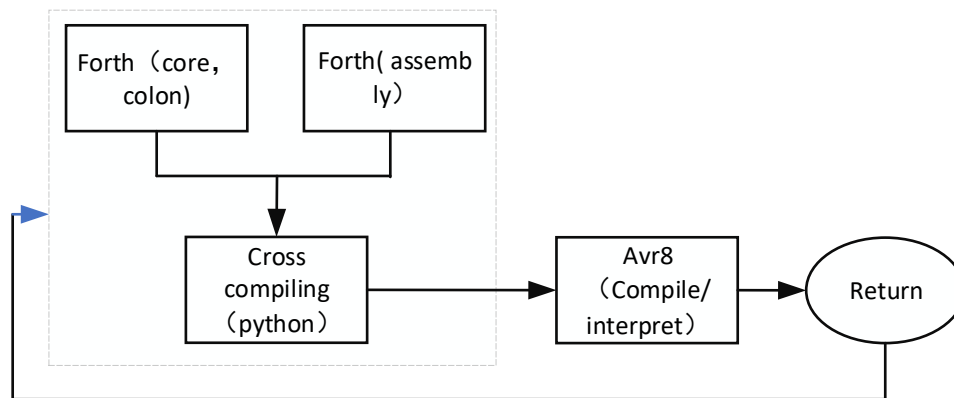 Forth（core，
colon)
Forth( assemb
ly）
Cross
compiling
（python）
Avr8
（Compile/
interpret）
Return